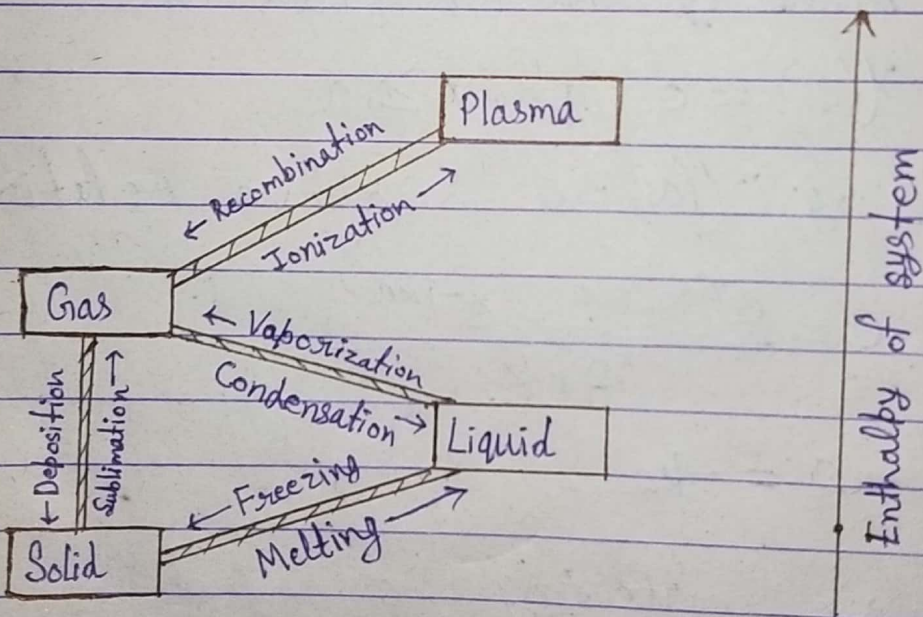 Plasma
← Recombination
Ionization →
Gas
← Vaporization
Condensation →
Liquid
← Deposition
Sublimation →
← Freezing
Melting →
Solid
Enthalpy of system